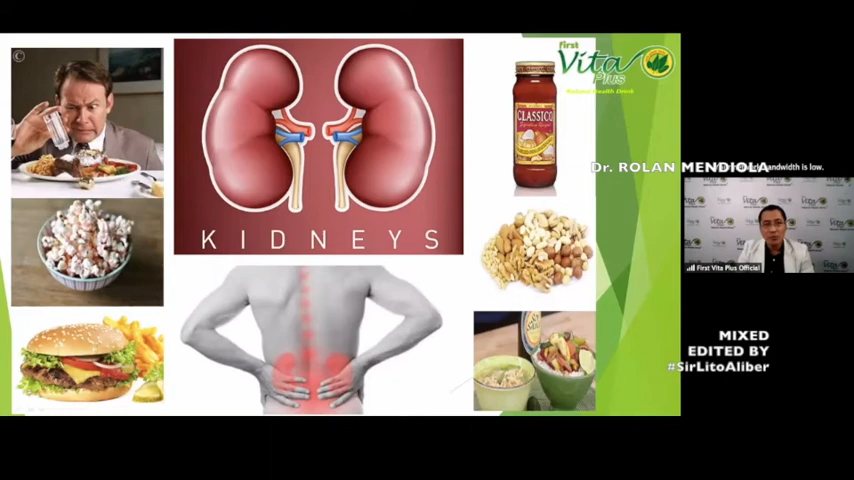 ©
KIDNEYS
CLASSICO
first
Vita
Plus
Natural Health Drink
Dr. ROLAN MENDIOLA
bandwidth is low.
First Vita Plus Official
MIXED
EDITED BY
#SirLitoAliber